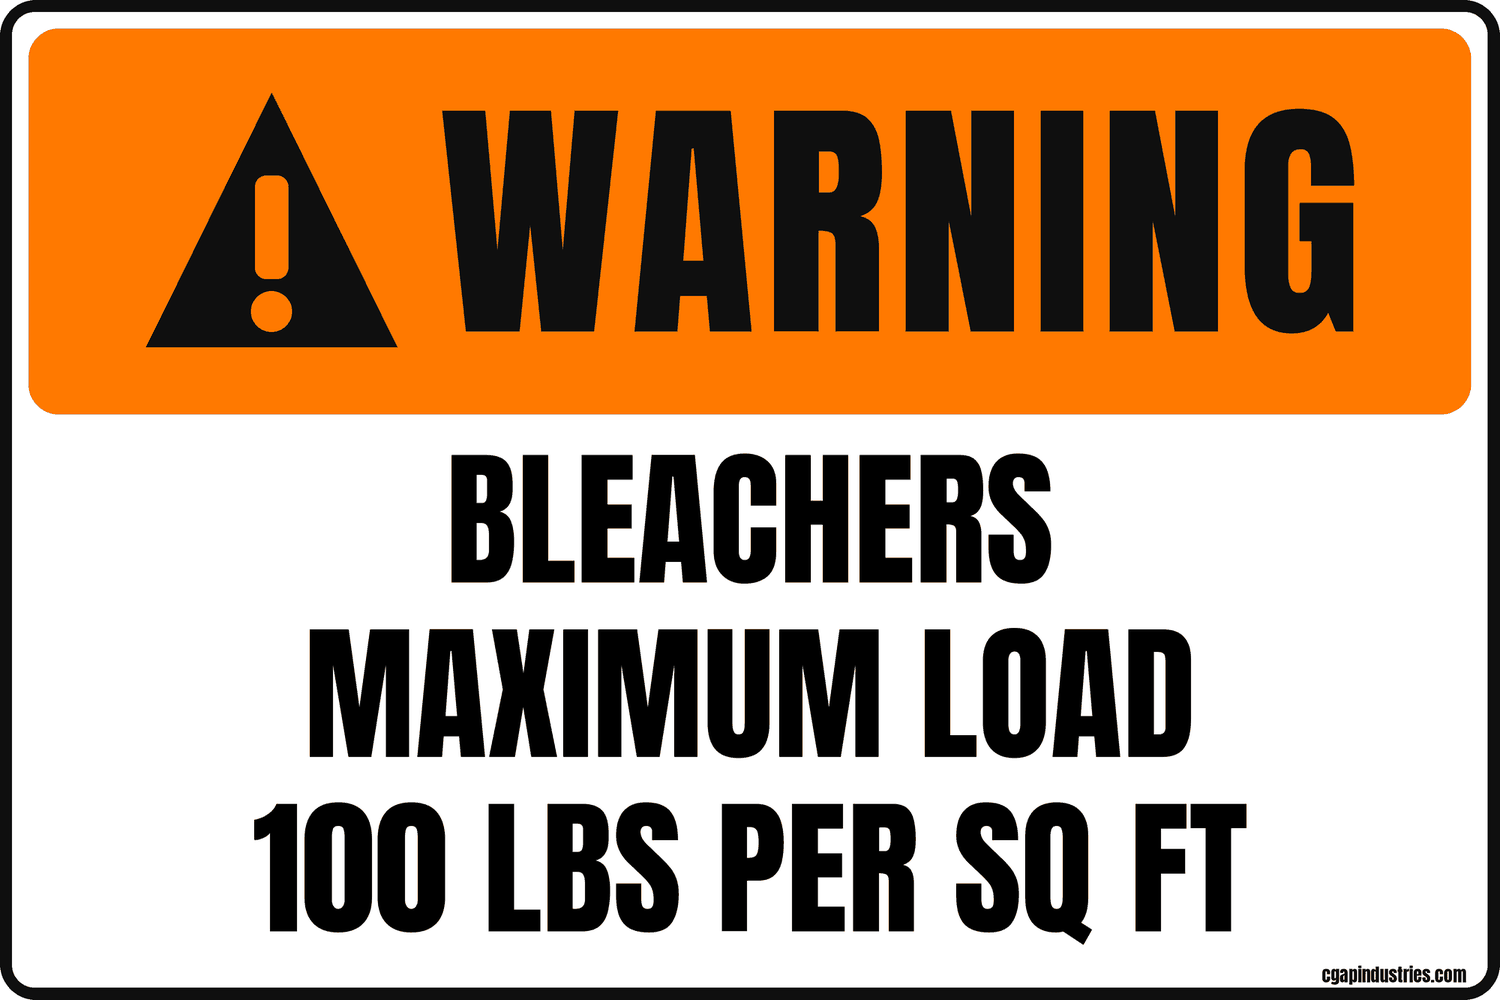 WARNING
BLEACHERS
MAXIMUM LOAD
100 LBS PER SQ FT
cgapindustries.com